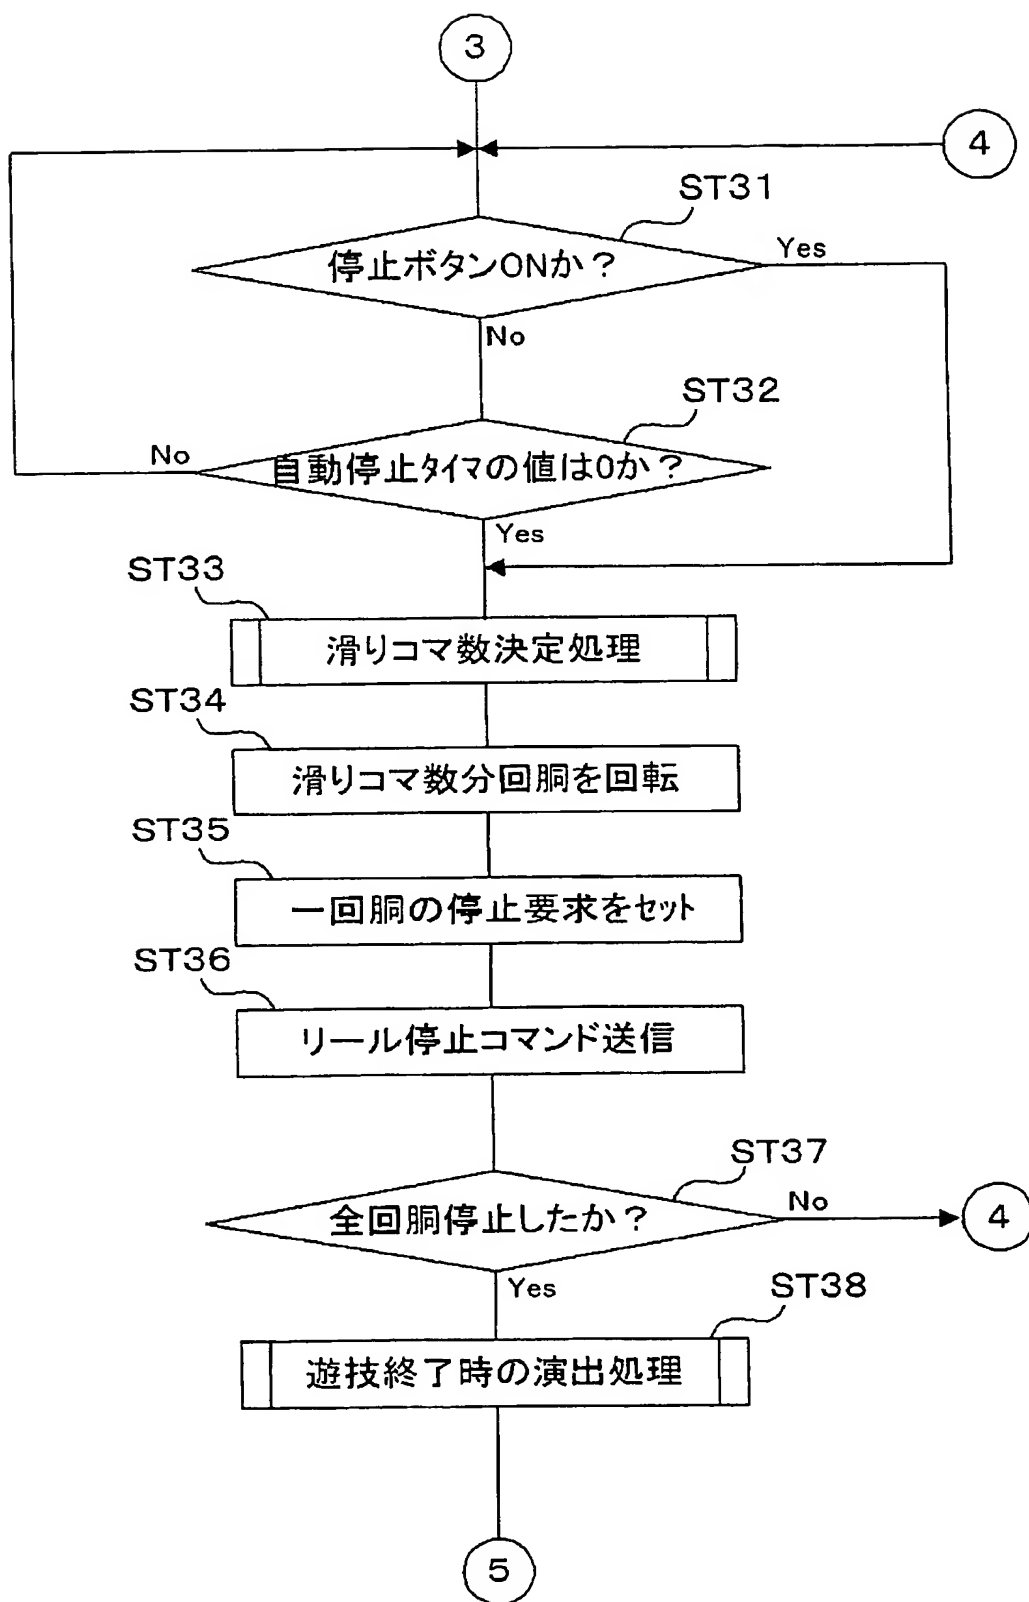 3
4
ST31
停止ボタンONか？
Yes
No
ST32
自動停止タイマの値は0か？
No
Yes
ST33
滑りコマ数決定処理
ST34
滑りコマ数分回胴を回転
ST35
一回胴の停止要求をセット
ST36
リール停止コマンド送信
ST37
全回胴停止したか？
No
4
Yes
ST38
遊技終了時の演出処理
5